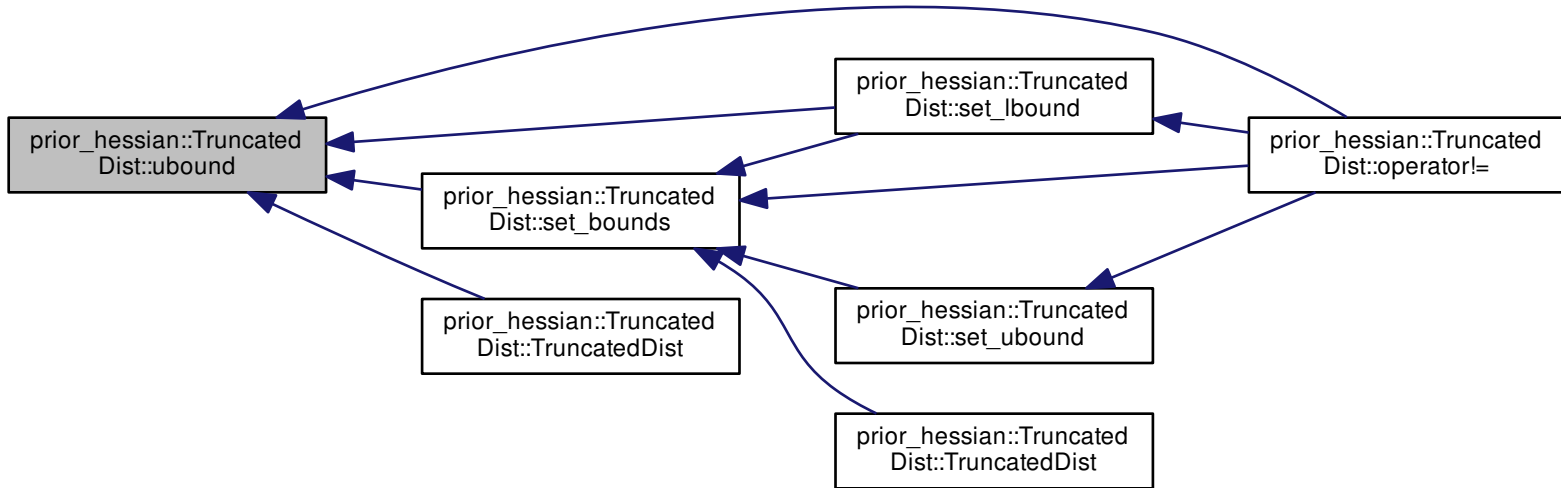 prior_hessian::Truncated
Dist::ubound
prior_hessian::Truncated
Dist::set_bounds
prior_hessian::Truncated
Dist::TruncatedDist
prior_hessian::Truncated
Dist::set_lbound
prior_hessian::Truncated
Dist::set_ubound
prior_hessian::Truncated
Dist::TruncatedDist
prior_hessian::Truncated
Dist::operator!=